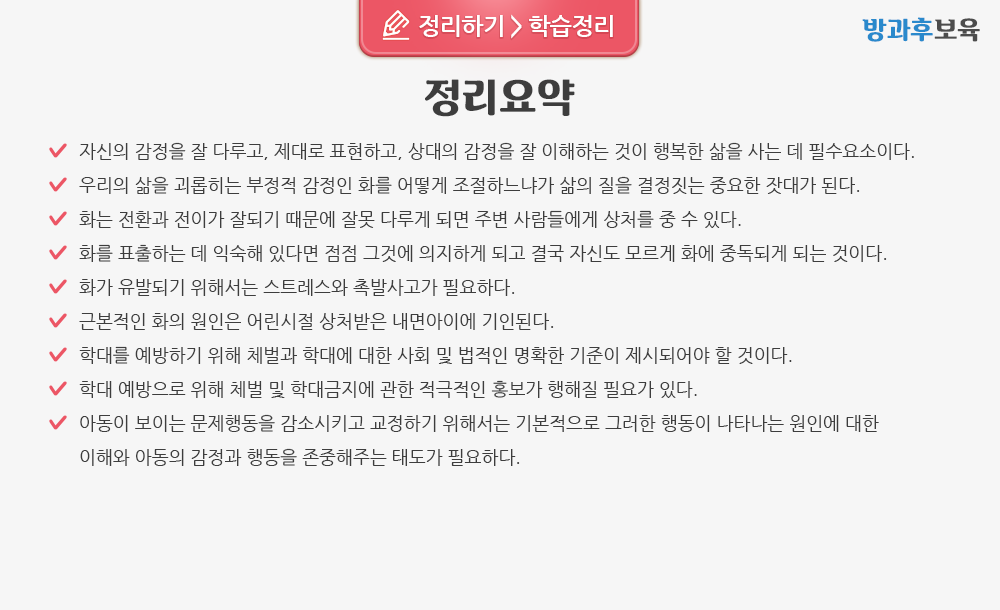 정리하기 > 학습정리
방과후보육
정리요약
자신의 감정을 잘 다루고, 제대로 표현하고, 상대의 감정을 잘 이해하는 것이 행복한 삶을 사는 데 필수요소이다.
우리의 삶을 괴롭히는 부정적 감정인 화를 어떻게 조절하느냐가 삶의 질을 결정짓는 중요한 잣대가 된다.
화는 전환과 전이가 잘되기 때문에 잘못 다루게 되면 주변 사람들에게 상처를 줄 수 있다.
화를 표출하는 데 익숙해 있다면 점점 그것에 의지하게 되고 결국 자신도 모르게 화에 중독되게 되는 것이다.
화가 유발되기 위해서는 스트레스와 촉발사고가 필요하다.
근본적인 화의 원인은 어린시절 상처받은 내면아이에 기인된다.
학대를 예방하기 위해 체벌과 학대에 대한 사회 및 법적인 명확한 기준이 제시되어야 할 것이다.
학대 예방으로 위해 체벌 및 학대금지에 관한 적극적인 홍보가 행해질 필요가 있다.
아동이 보이는 문제행동을 감소시키고 교정하기 위해서는 기본적으로 그러한 행동이 나타나는 원인에 대한
이해와 아동의 감정과 행동을 존중해주는 태도가 필요하다.